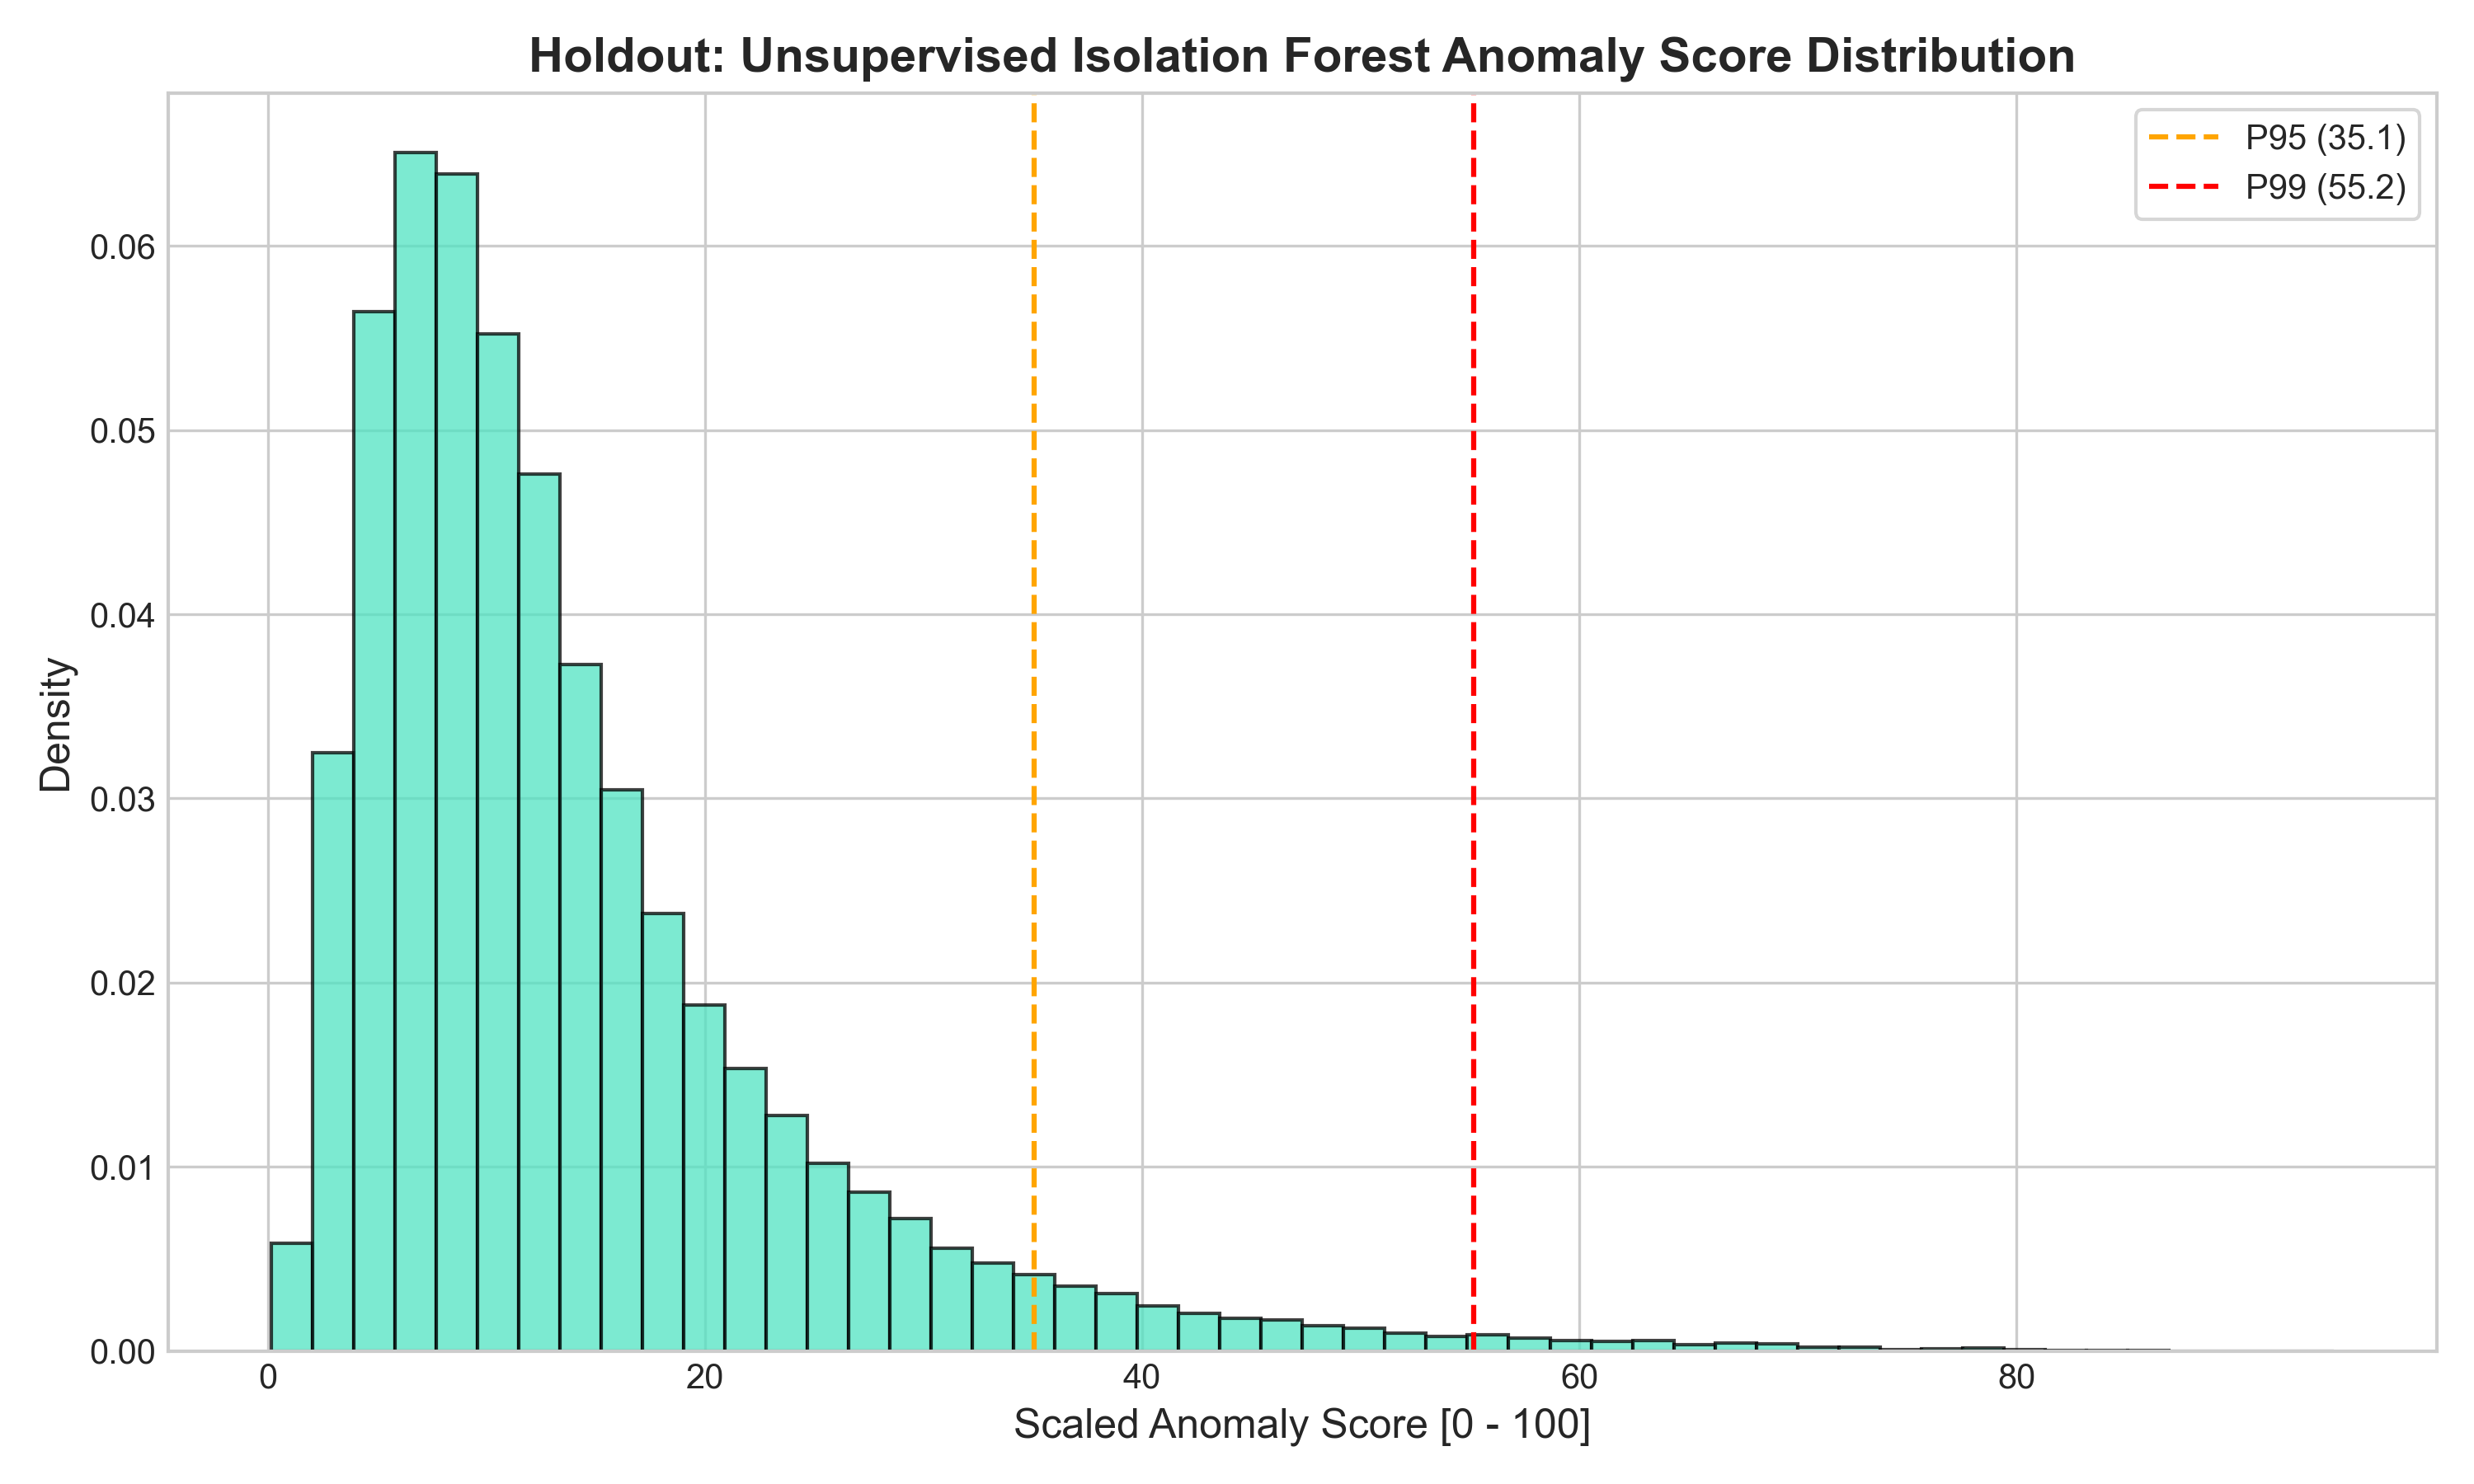 Holdout: Unsupervised Isolation Forest Anomaly Score Distribution
P95 (35.1)
P99 (55.2)
Density
0.06
0.05
0.04
0.03
0.02
0.01
0.00
0 20 40 60 80
Scaled Anomaly Score [0 - 100]